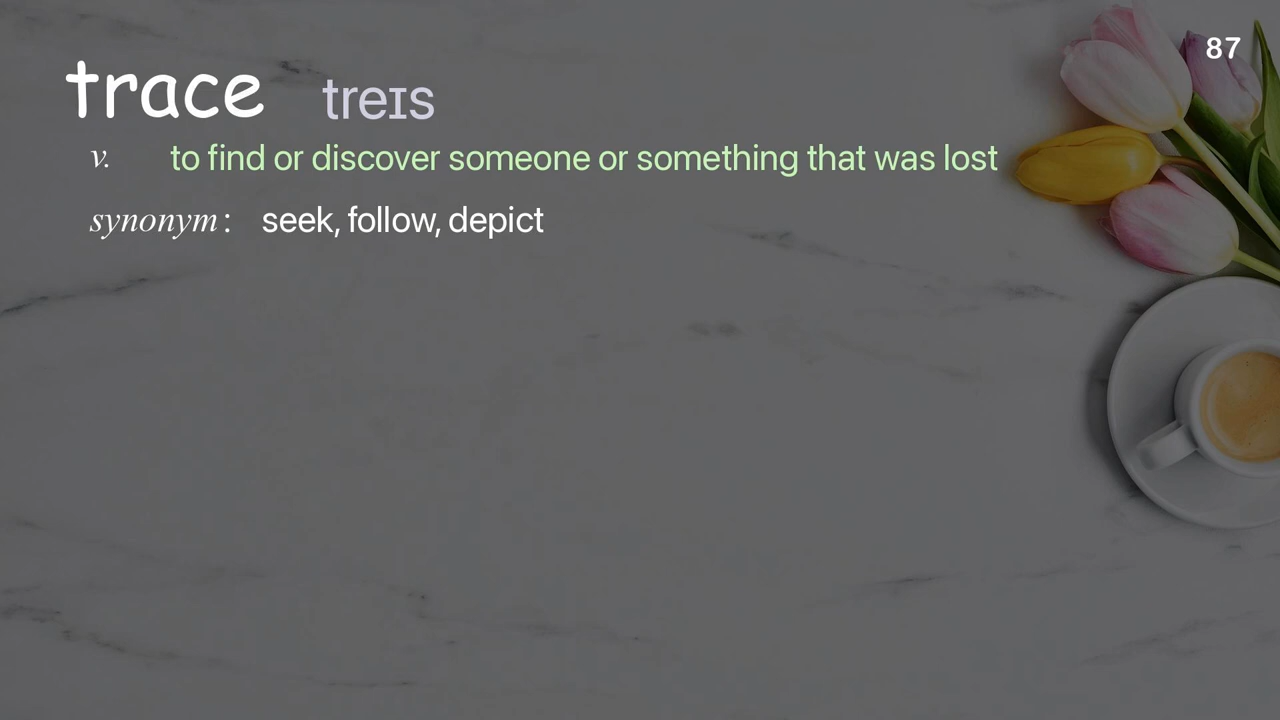 87
trace treɪs
v. to find or discover someone or something that was lost
synonym : seek, follow, depict